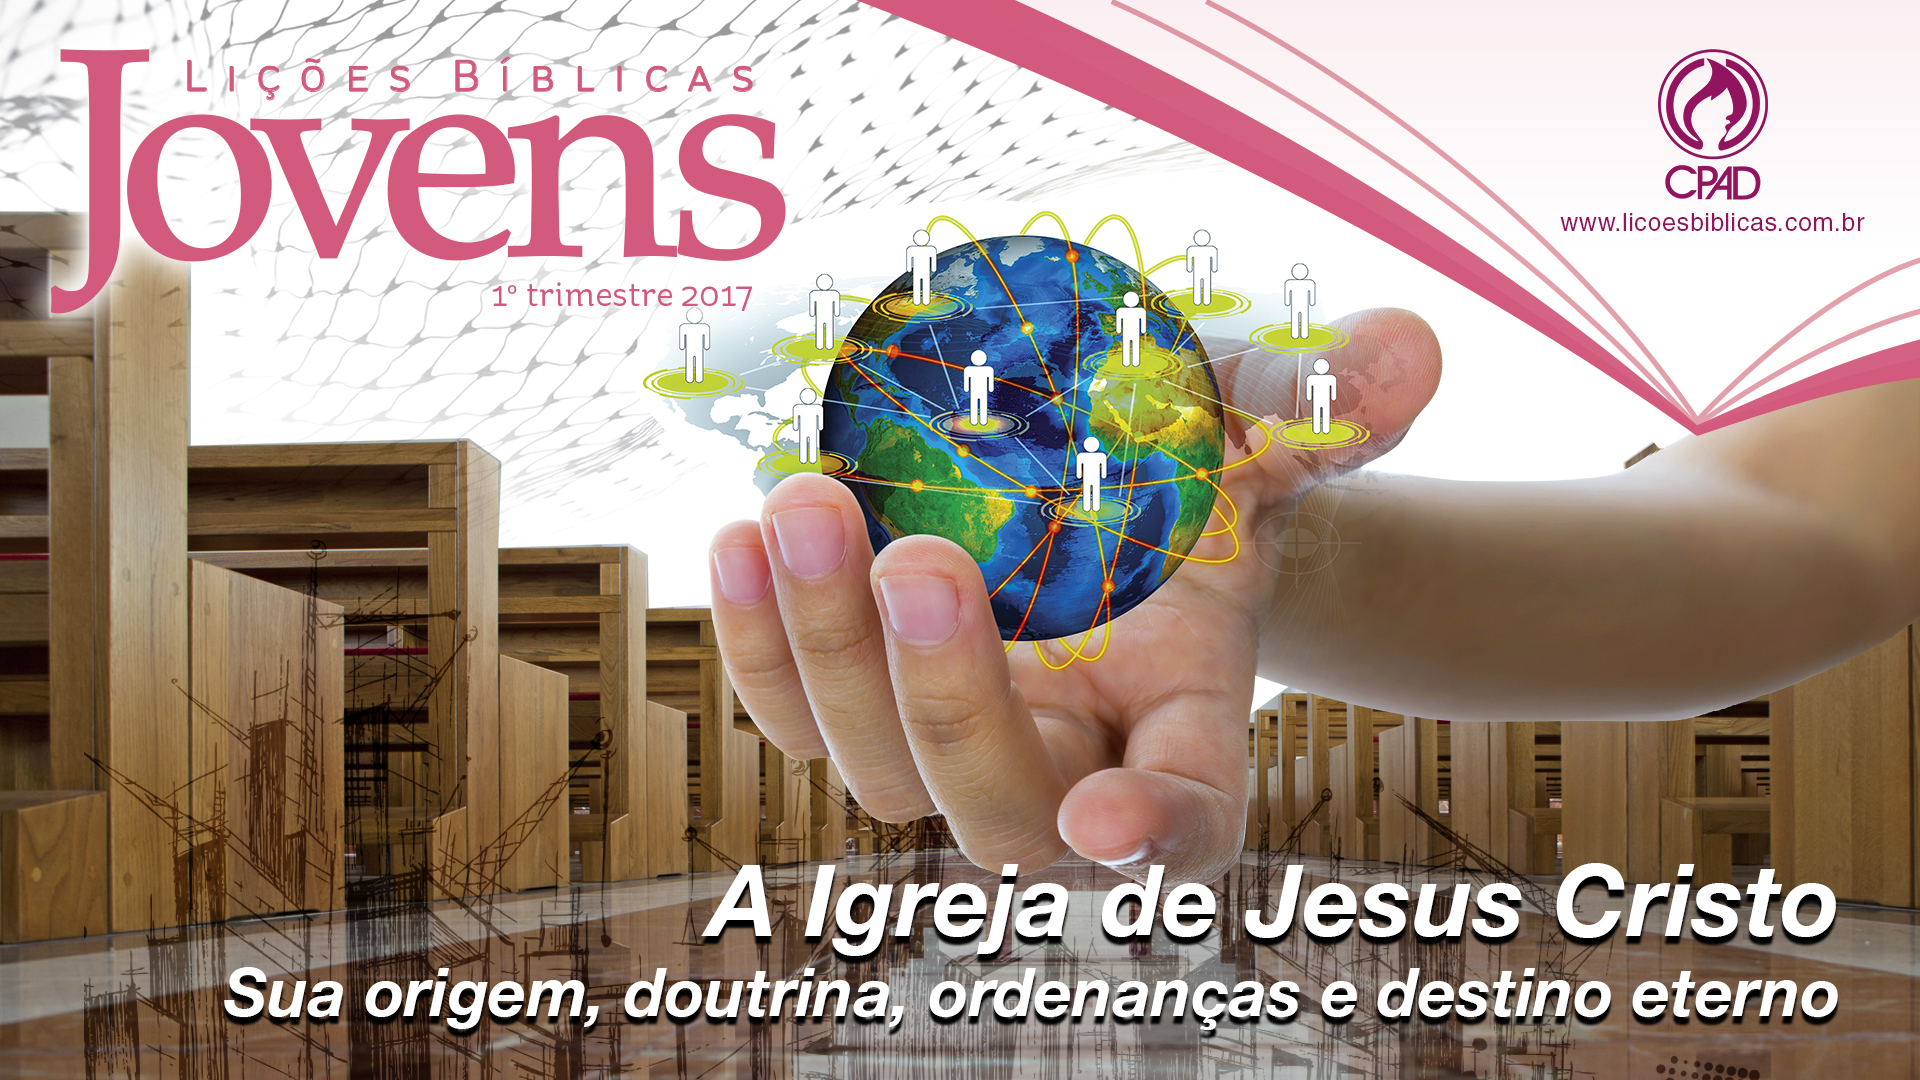 Lições Bíblicas
Jovens
1º trimestre 2017
CPAD
www.licoesbiblicas.com.br
A Igreja de Jesus Cristo
Sua origem, doutrina, ordenanças e destino eterno